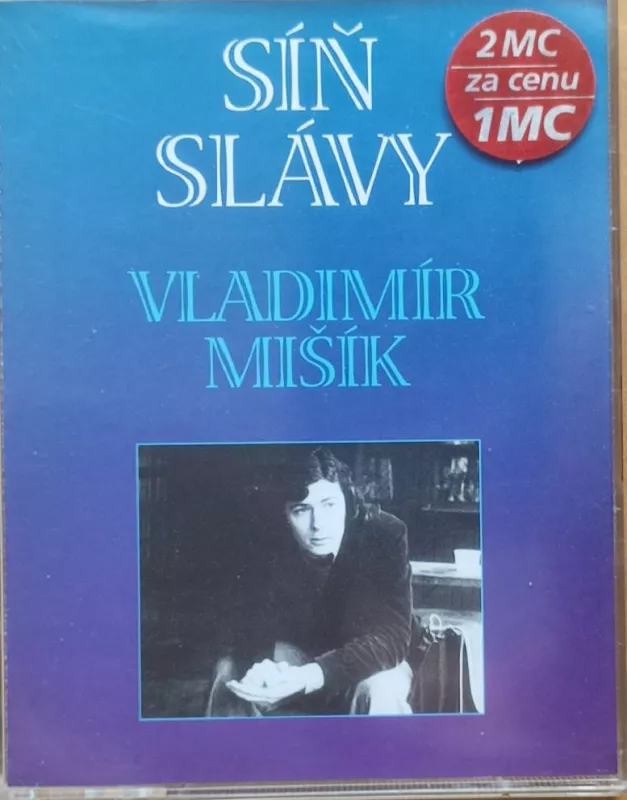 SÍŇ
SLÁVY
2 MC
za cenu
1 MC
VLADIMÍR
MIŠÍK